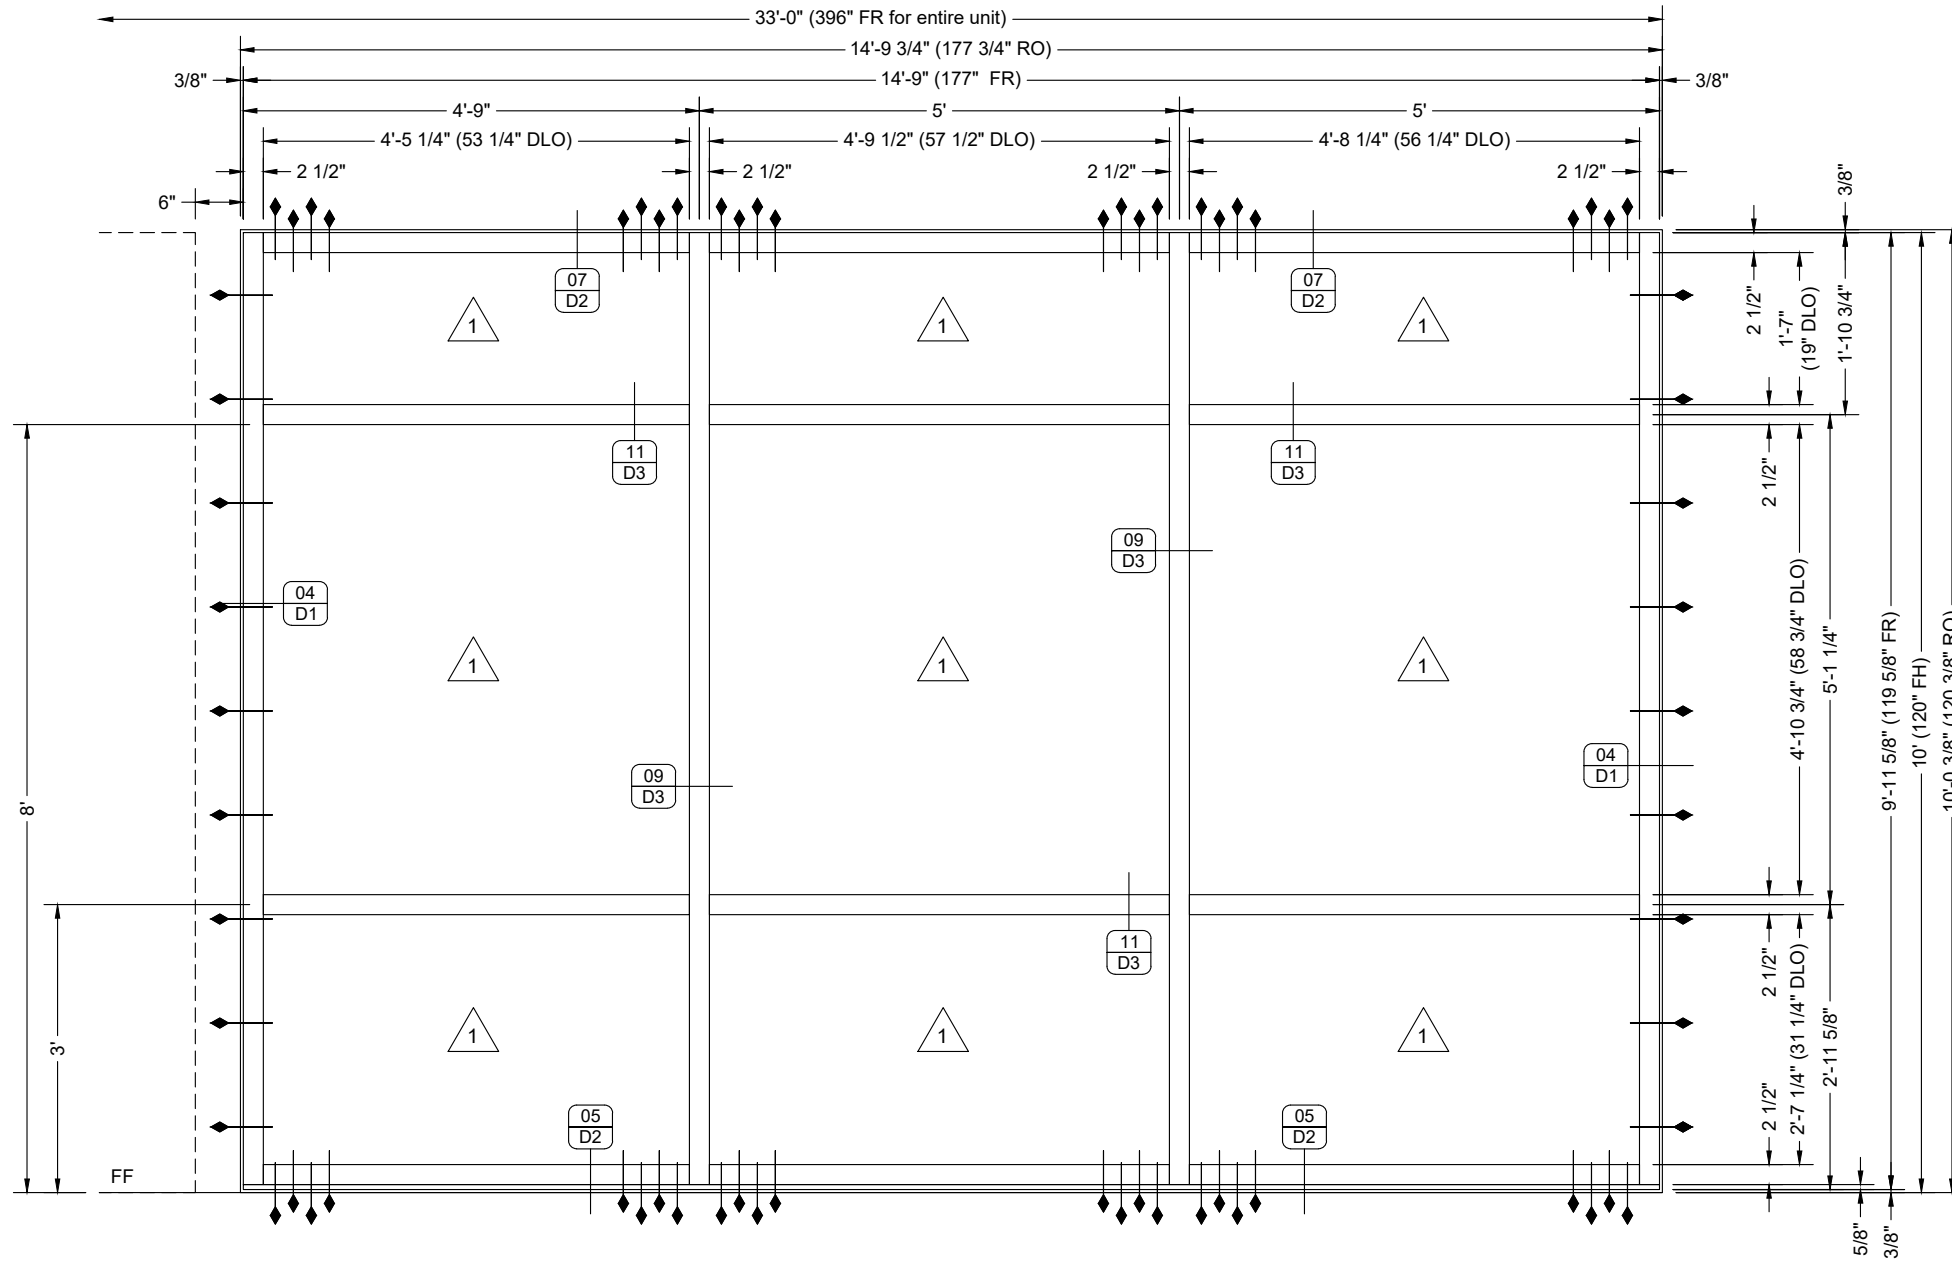 33'-0" (396" FR for entire unit)
14'-9 3/4" (177 3/4" RO)
3/8"
14'-9" (177" FR)
3/8"
4'-9"
5'
5'
4'-5 1/4" (53 1/4" DLO)
4'-9 1/2" (57 1/2" DLO)
4'-8 1/4" (56 1/4" DLO)
2 1/2"
2 1/2"
2 1/2"
2 1/2"
6"
3/8"
07
D2
07
D2
1
1
1
2 1/2"
1'-7"
(19" DLO)
1'-10 3/4"
11
D3
11
D3
2 1/2"
09
D3
04
D1
1
1
1
4'-10 3/4" (58 3/4" DLO)
5'-1 1/4"
9'-11 5/8" (119 5/8" FR)
10' (120" FH)
10'-0 3/8" (120 3/8" RO)
09
D3
04
D1
8'
11
D3
2 1/2"
3'
1
1
1
2'-7 1/4" (31 1/4" DLO)
2'-11 5/8"
05
D2
05
D2
2 1/2"
FF
5/8"
3/8"